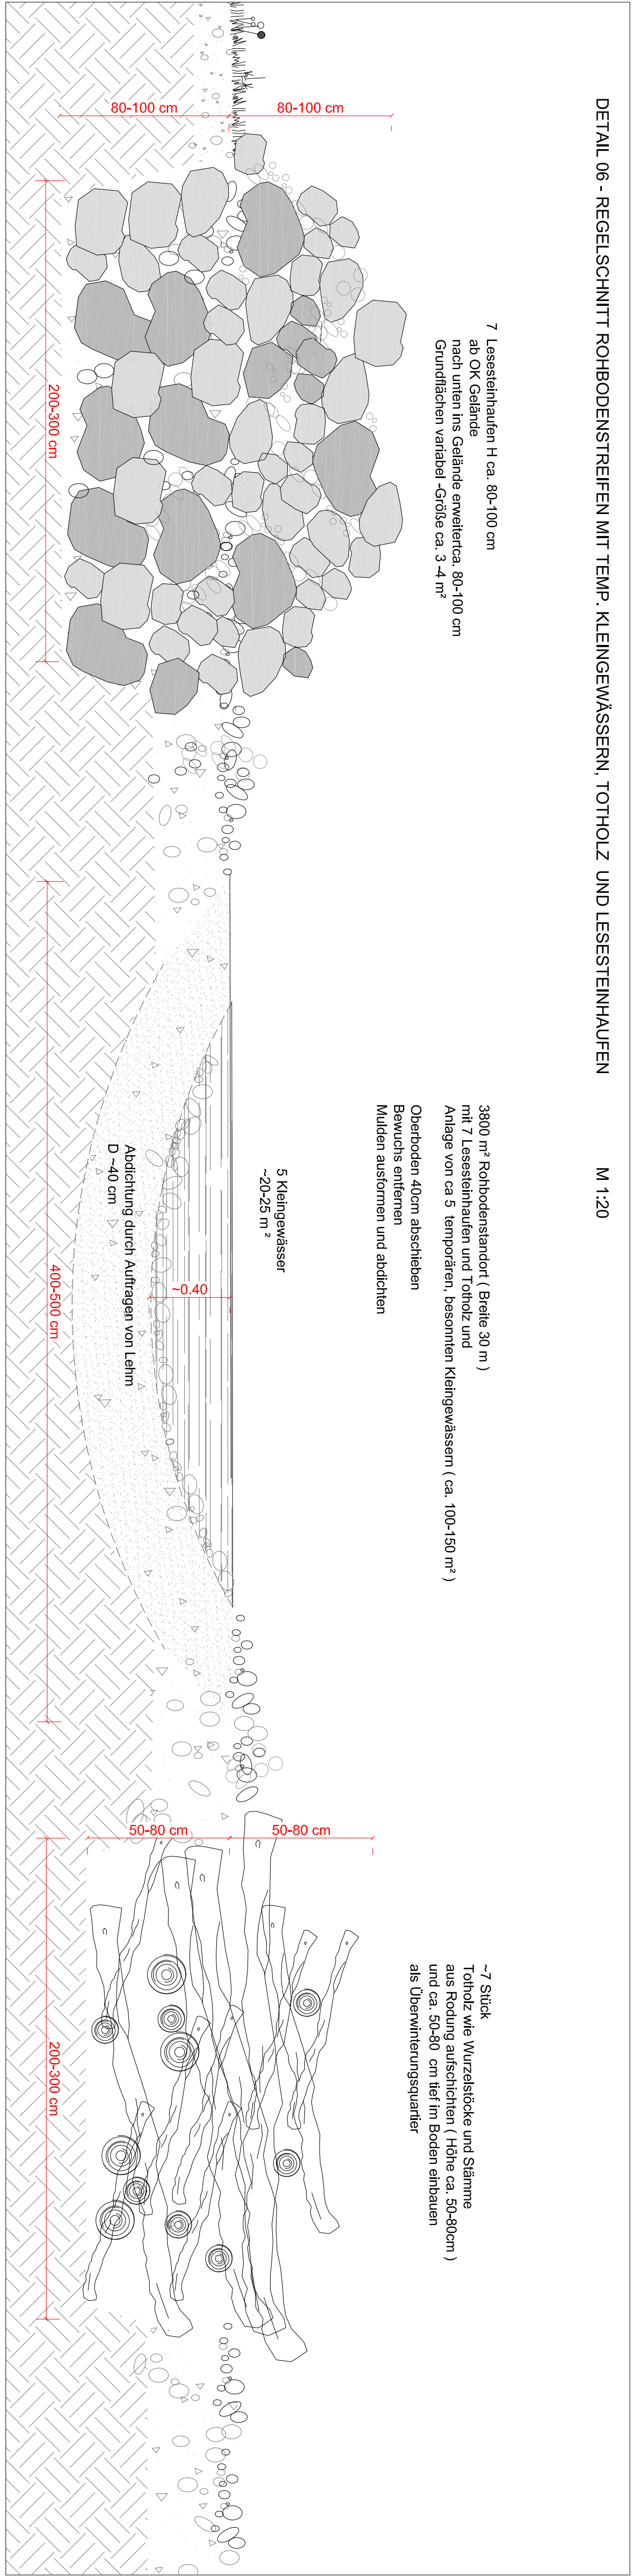 DETAIL 06 - REGELSCHNITT ROHBODENSTREIFEN MIT TEMP. KLEINGEWÄSSERN, TOTHOLZ UND LESESTEINHAUFEN M 1:20
7 Lesesteinhaufen H ca. 80-100 cm
ab OK Gelände
nach unten ins Gelände erweitertca. 80-100 cm
Grundflächen variabel -Größe ca. 3 -4 m²
80-100 cm
80-100 cm
200-300 cm
3800 m² Rohbodenstandort ( Breite 30 m )
mit 7 Lesesteinhaufen und Totholz und
Anlage von ca 5 temporären, besonnten Kleingewässern ( ca. 100-150 m² )
Oberboden 40cm abschieben
Bewuchs entfernen
Mulden ausformen und abdichten
5 Kleingewässer
~20-25 m ²
~0.40
Abdichtung durch Auftragen von Lehm
D ~40 cm
400-500 cm
~7 Stück
Totholz wie Wurzelstöcke und Stämme
aus Rodung aufschichten ( Höhe ca. 50-80cm )
und ca. 50-80 cm tief im Boden einbauen
als Überwinterungsquartier
50-80 cm
50-80 cm
200-300 cm